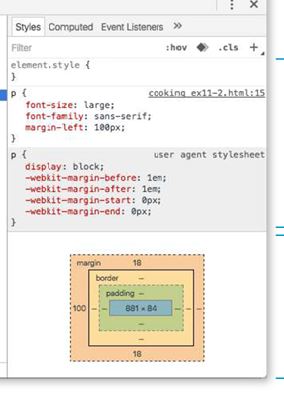 Styles Computed Event Listeners »
Filter :hov .cls +
element.style {
}
p { cooking_ex11-2.html:15
font-size: large;
font-family: sans-serif;
margin-left: 100px;
}
p { user agent stylesheet
display: block;
-webkit-margin-before: 1em;
-webkit-margin-after: 1em;
-webkit-margin-start: 0px;
-webkit-margin-end: 0px;
}
margin 18
border –
padding –
100 – – 881 × 84 – –
–
–
18